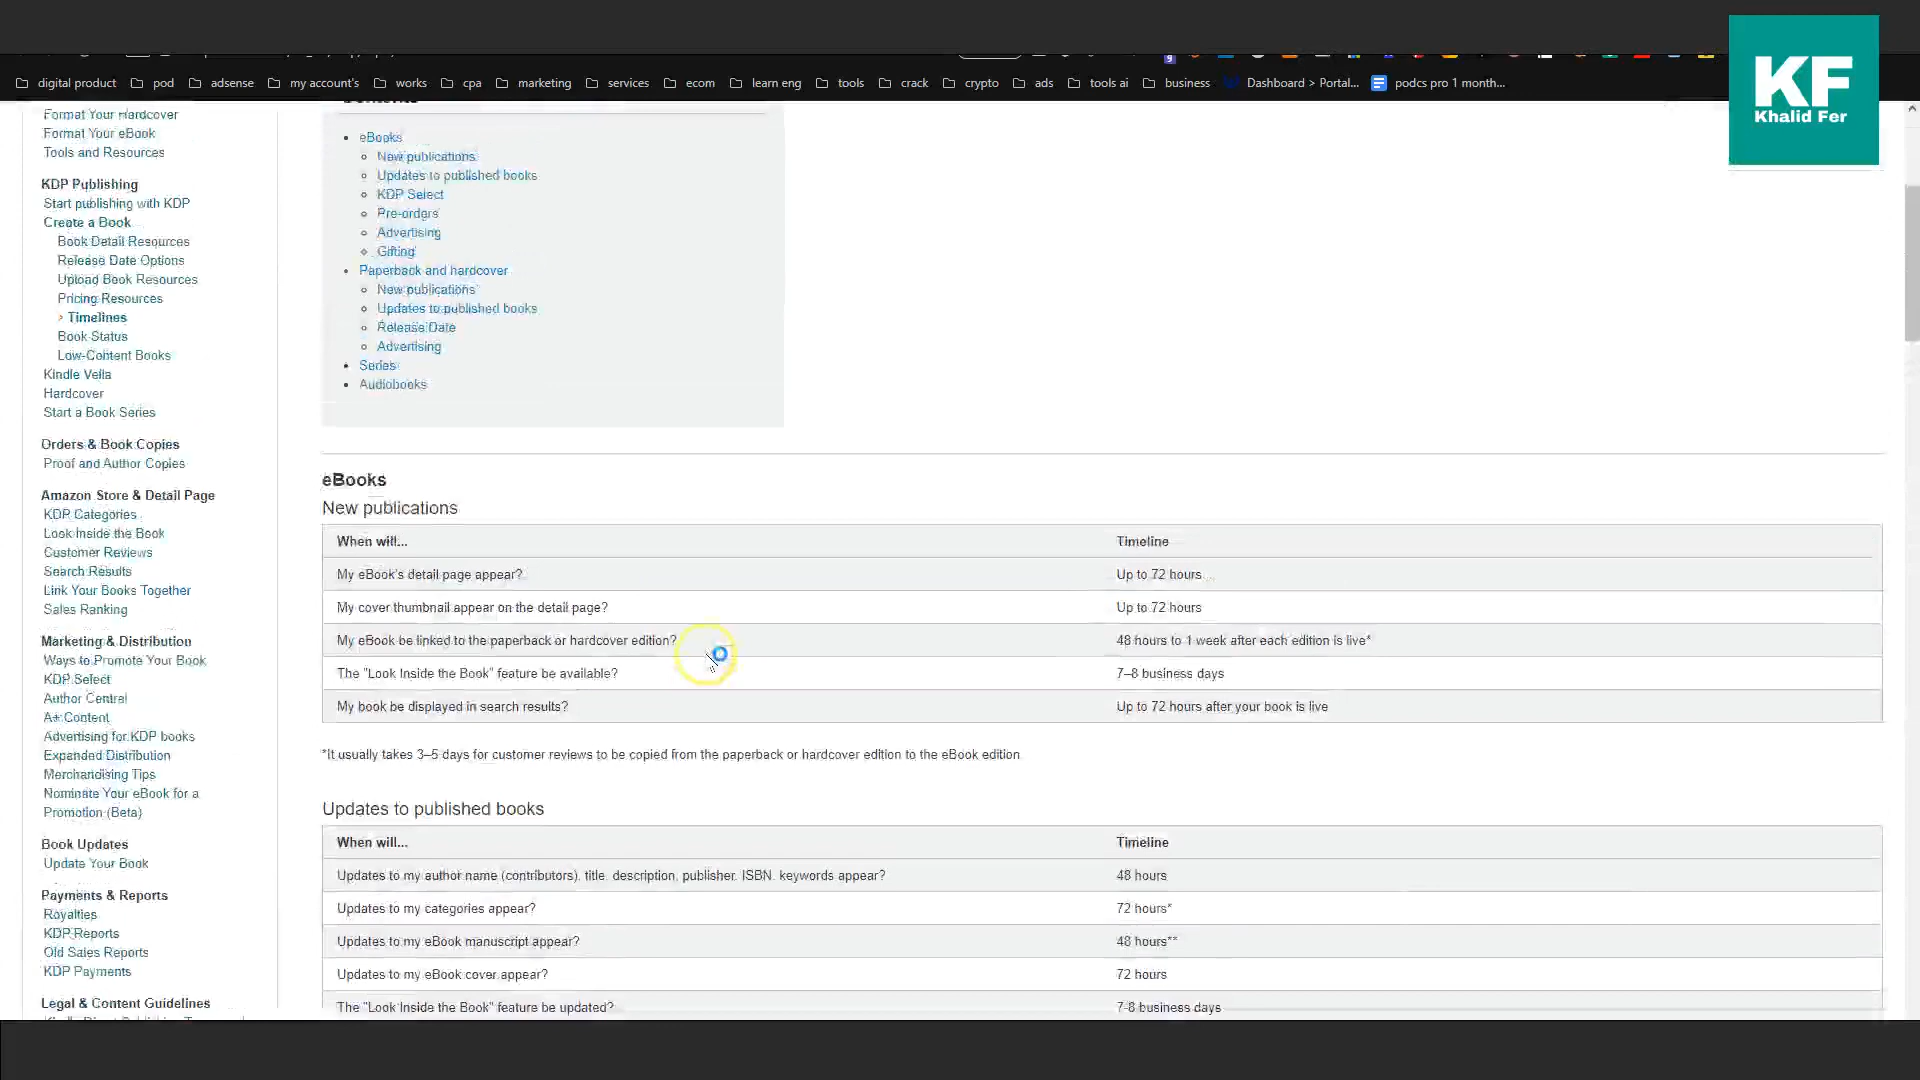 digital product
pod
adsense
my account's
works
cpa
marketing
services
ecom
learn eng
tools
crack
crypto
ads
tools ai
business
Dashboard > Portal...
podcs pro 1 month...
KF
Khalid Fer
Format Your Hardcover
Format Your eBook
Tools and Resources
KDP Publishing
Start publishing with KDP
Create a Book
Book Detail Resources
Release Date Options
Upload Book Resources
Pricing Resources
› Timelines
Book Status
Low-Content Books
Kindle Vella
Hardcover
Start a Book Series
Orders & Book Copies
Proof and Author Copies
Amazon Store & Detail Page
KDP Categories
Look Inside the Book
Customer Reviews
Search Results
Link Your Books Together
Sales Ranking
Marketing & Distribution
Ways to Promote Your Book
KDP Select
Author Central
A+ Content
Advertising for KDP books
Expanded Distribution
Merchandising Tips
Nominate Your eBook for a
Promotion (Beta)
Book Updates
Update Your Book
Payments & Reports
Royalties
KDP Reports
Old Sales Reports
KDP Payments
Legal & Content Guidelines
eBooks
New publications
Updates to published books
KDP Select
Pre-orders
Advertising
Gifting
Paperback and hardcover
New publications
Updates to published books
Release Date
Advertising
Series
Audiobooks
eBooks
New publications
When will... Timeline
My eBook's detail page appear? Up to 72 hours
My cover thumbnail appear on the detail page? Up to 72 hours
My eBook be linked to the paperback or hardcover edition? 48 hours to 1 week after each edition is live*
The "Look Inside the Book" feature be available? 7–8 business days
My book be displayed in search results? Up to 72 hours after your book is live
*It usually takes 3–5 days for customer reviews to be copied from the paperback or hardcover edition to the eBook edition
Updates to published books
When will... Timeline
Updates to my author name (contributors), title, description, publisher, ISBN, keywords appear? 48 hours
Updates to my categories appear? 72 hours*
Updates to my eBook manuscript appear? 48 hours**
Updates to my eBook cover appear? 72 hours
The "Look Inside the Book" feature be updated? 7-8 business days